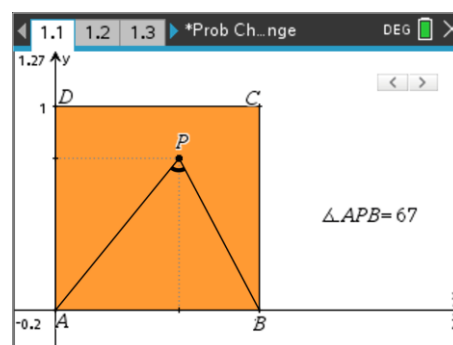 1.1 1.2 1.3 *Prob Ch...nge DEG
1.27 y
1 D C
P
∡APB=67
-0.2 A B